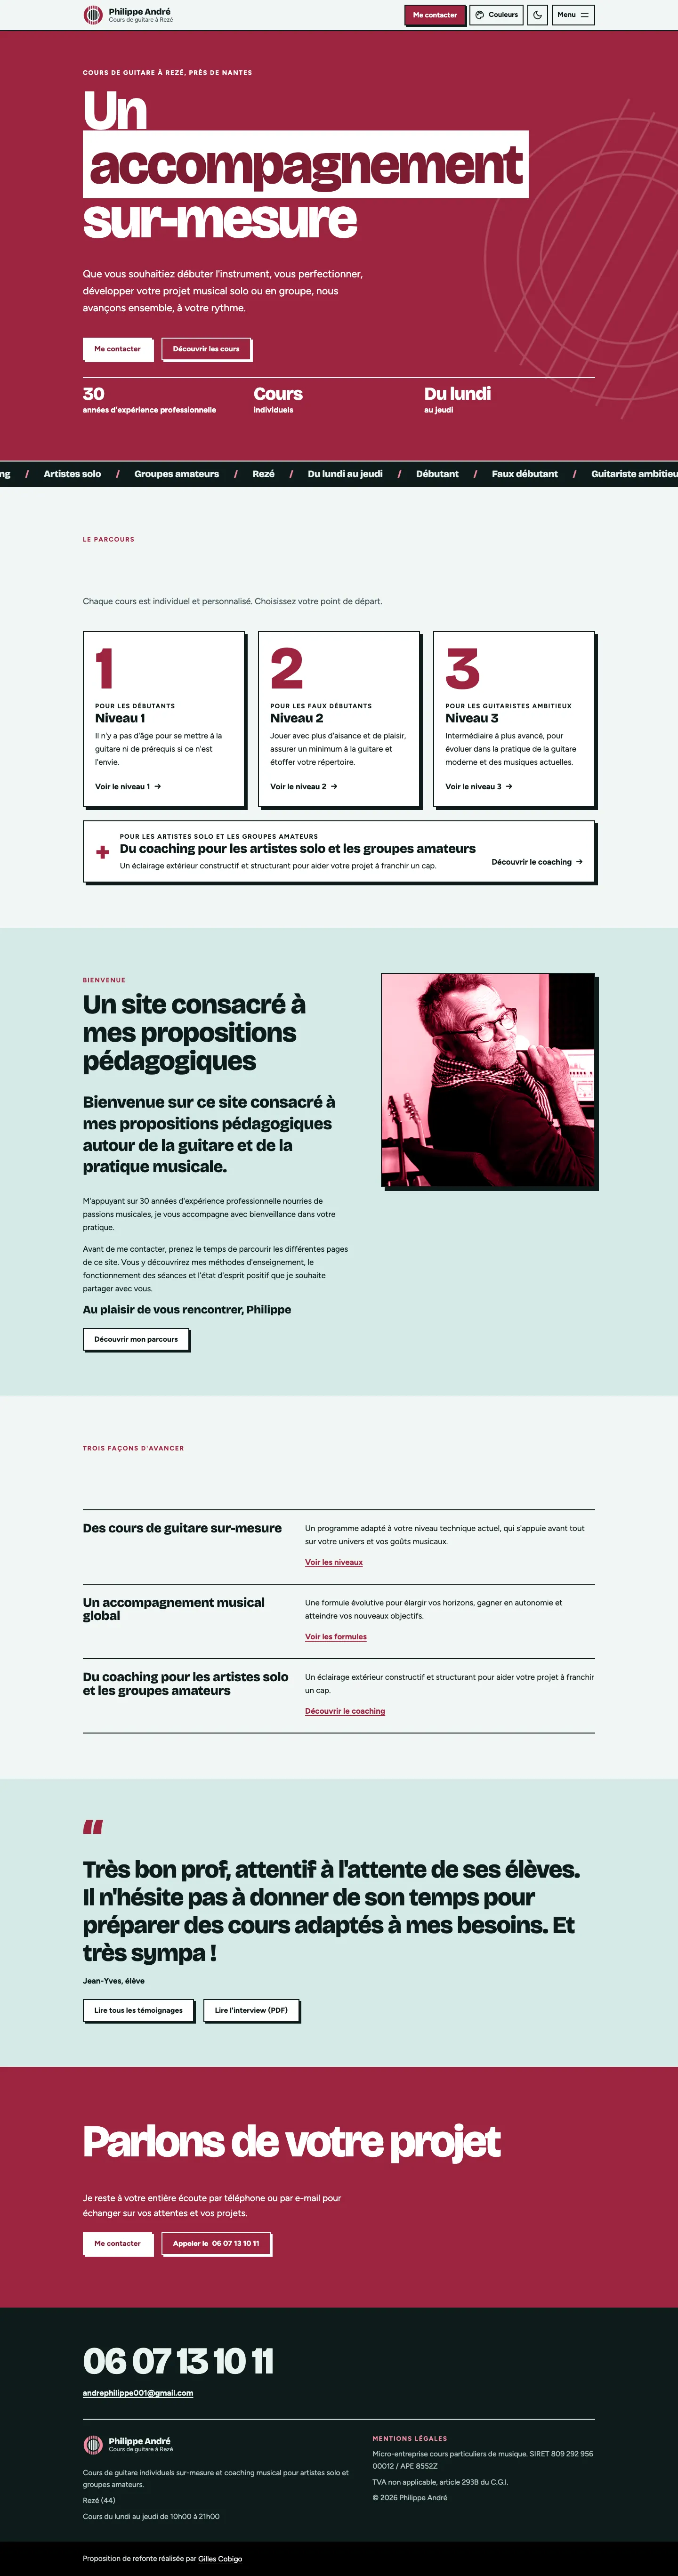 Philippe André
Cours de guitare à Rezé
Me contacter
Couleurs
Menu
COURS DE GUITARE À REZÉ, PRÈS DE NANTES
Un
accompagnement
sur-mesure
Que vous souhaitiez débuter l'instrument, vous perfectionner,
développer votre projet musical solo ou en groupe, nous
avançons ensemble, à votre rythme.
Me contacter
Découvrir les cours
30
années d'expérience professionnelle
Cours
individuels
Du lundi
au jeudi
ng / Artistes solo / Groupes amateurs / Rezé / Du lundi au jeudi / Débutant / Faux débutant / Guitariste ambitieu
LE PARCOURS
Chaque cours est individuel et personnalisé. Choisissez votre point de départ.
1
POUR LES DÉBUTANTS
Niveau 1
Il n'y a pas d'âge pour se mettre à la
guitare ni de prérequis si ce n'est
l'envie.
Voir le niveau 1 →
2
POUR LES FAUX DÉBUTANTS
Niveau 2
Jouer avec plus d'aisance et de plaisir,
assurer un minimum à la guitare et
étoffer votre répertoire.
Voir le niveau 2 →
3
POUR LES GUITARISTES AMBITIEUX
Niveau 3
Intermédiaire à plus avancé, pour
évoluer dans la pratique de la guitare
moderne et des musiques actuelles.
Voir le niveau 3 →
+
POUR LES ARTISTES SOLO ET LES GROUPES AMATEURS
Du coaching pour les artistes solo et les groupes amateurs
Un éclairage extérieur constructif et structurant pour aider votre projet à franchir un cap.
Découvrir le coaching →
BIENVENUE
Un site consacré à
mes propositions
pédagogiques
Bienvenue sur ce site consacré à
mes propositions pédagogiques
autour de la guitare et de la
pratique musicale.
M'appuyant sur 30 années d'expérience professionnelle nourries de
passions musicales, je vous accompagne avec bienveillance dans votre
pratique.
Avant de me contacter, prenez le temps de parcourir les différentes pages
de ce site. Vous y découvrirez mes méthodes d'enseignement, le
fonctionnement des séances et l'état d'esprit positif que je souhaite
partager avec vous.
Au plaisir de vous rencontrer, Philippe
Découvrir mon parcours
TROIS FAÇONS D'AVANCER
Des cours de guitare sur-mesure
Un programme adapté à votre niveau technique actuel, qui s'appuie avant tout
sur votre univers et vos goûts musicaux.
Voir les niveaux
Un accompagnement musical
global
Une formule évolutive pour élargir vos horizons, gagner en autonomie et
atteindre vos nouveaux objectifs.
Voir les formules
Du coaching pour les artistes solo
et les groupes amateurs
Un éclairage extérieur constructif et structurant pour aider votre projet à franchir
un cap.
Découvrir le coaching
“
Très bon prof, attentif à l'attente de ses élèves.
Il n'hésite pas à donner de son temps pour
préparer des cours adaptés à mes besoins. Et
très sympa !
Jean-Yves, élève
Lire tous les témoignages
Lire l'interview (PDF)
Parlons de votre projet
Je reste à votre entière écoute par téléphone ou par e-mail pour
échanger sur vos attentes et vos projets.
Me contacter
Appeler le 06 07 13 10 11
06 07 13 10 11
andrephilippe001@gmail.com
Philippe André
Cours de guitare à Rezé
Cours de guitare individuels sur-mesure et coaching musical pour artistes solo et
groupes amateurs.
Rezé (44)
Cours du lundi au jeudi de 10h00 à 21h00
MENTIONS LÉGALES
Micro-entreprise cours particuliers de musique. SIRET 809 292 956
00012 / APE 8552Z
TVA non applicable, article 293B du C.G.I.
© 2026 Philippe André
Proposition de refonte réalisée par Gilles Cobigo